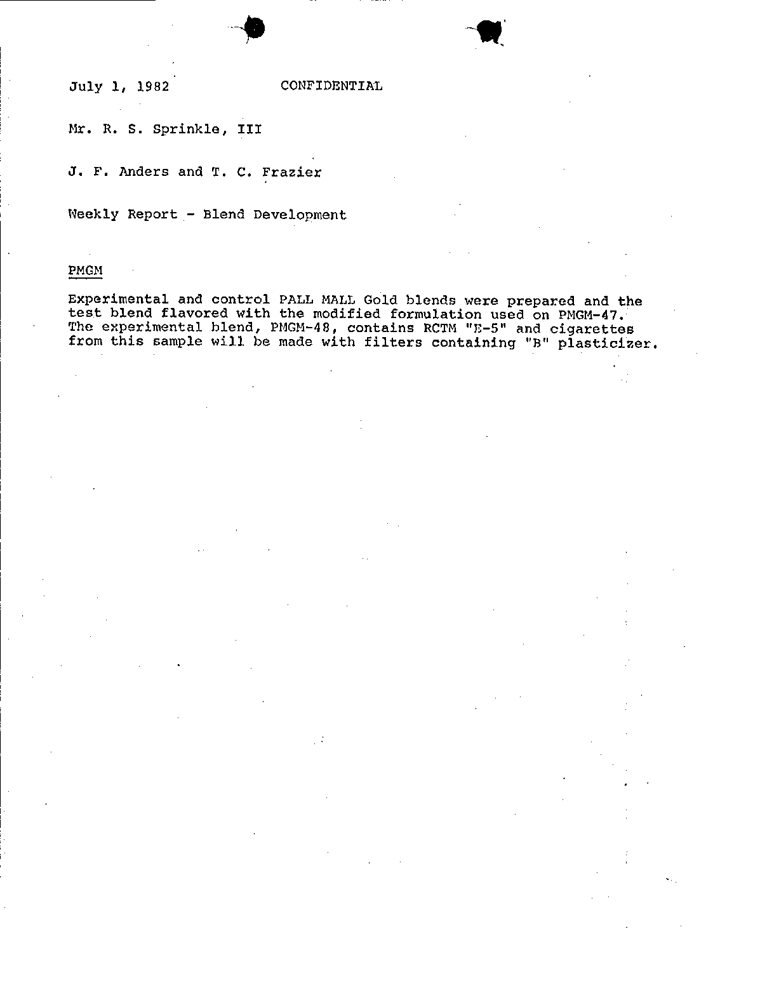 July 1, 1982 CONFIDENTIAL
Mr. R. S. Sprinkle, III
J. F. Anders and T. C. Frazier
Weekly Report - Blend Development
PMGM
Experimental and control PALL MALL Gold blends were prepared and the
test blend flavored with the modified formulation used on PMGM-47.
The experimental blend, PMGM-48, contains RCTM "E-5" and cigarettes
from this sample will be made with filters containing "B" plasticizer.